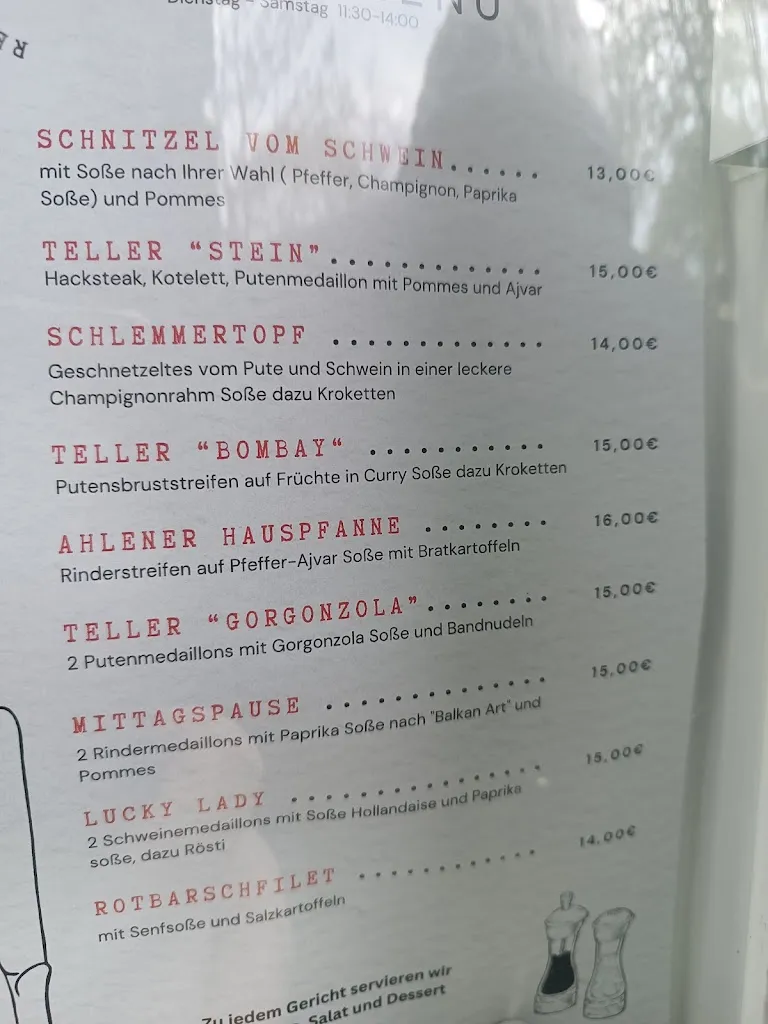 Samstag 11:30-14:00
NU
SCHNITZEL VOM SCHWEIN...... 13,00€
mit Soße nach Ihrer Wahl ( Pfeffer, Champignon, Paprika
Soße) und Pommes
TELLER "STEIN"............. 15,00€
Hacksteak, Kotelett, Putenmedaillon mit Pommes und Ajvar
SCHLEMMERTOPF ............. 14,00€
Geschnetzeltes vom Pute und Schwein in einer leckere
Champignonrahm Soße dazu Kroketten
TELLER “BOMBAY“ ........... 15,00€
Putensbruststreifen auf Früchte in Curry Soße dazu Kroketten
AHLENER HAUSPFANNE ........ 16,00€
Rinderstreifen auf Pfeffer-Ajvar Soße mit Bratkartoffeln
TELLER “GORGONZOLA”........ 15,00€
2 Putenmedaillons mit Gorgonzola Soße und Bandnudeln
MITTAGSPAUSE .............. 15,00€
2 Rindermedaillons mit Paprika Soße nach "Balkan Art" und
Pommes
LUCKY LADY ................ 15,00€
2 Schweinemedaillons mit Soße Hollandaise und Paprika
soße, dazu Rösti
ROTBARSCHFILET ............ 14,00€
mit Senfsoße und Salzkartoffeln
Zu jedem Gericht servieren wir
Salat und Dessert